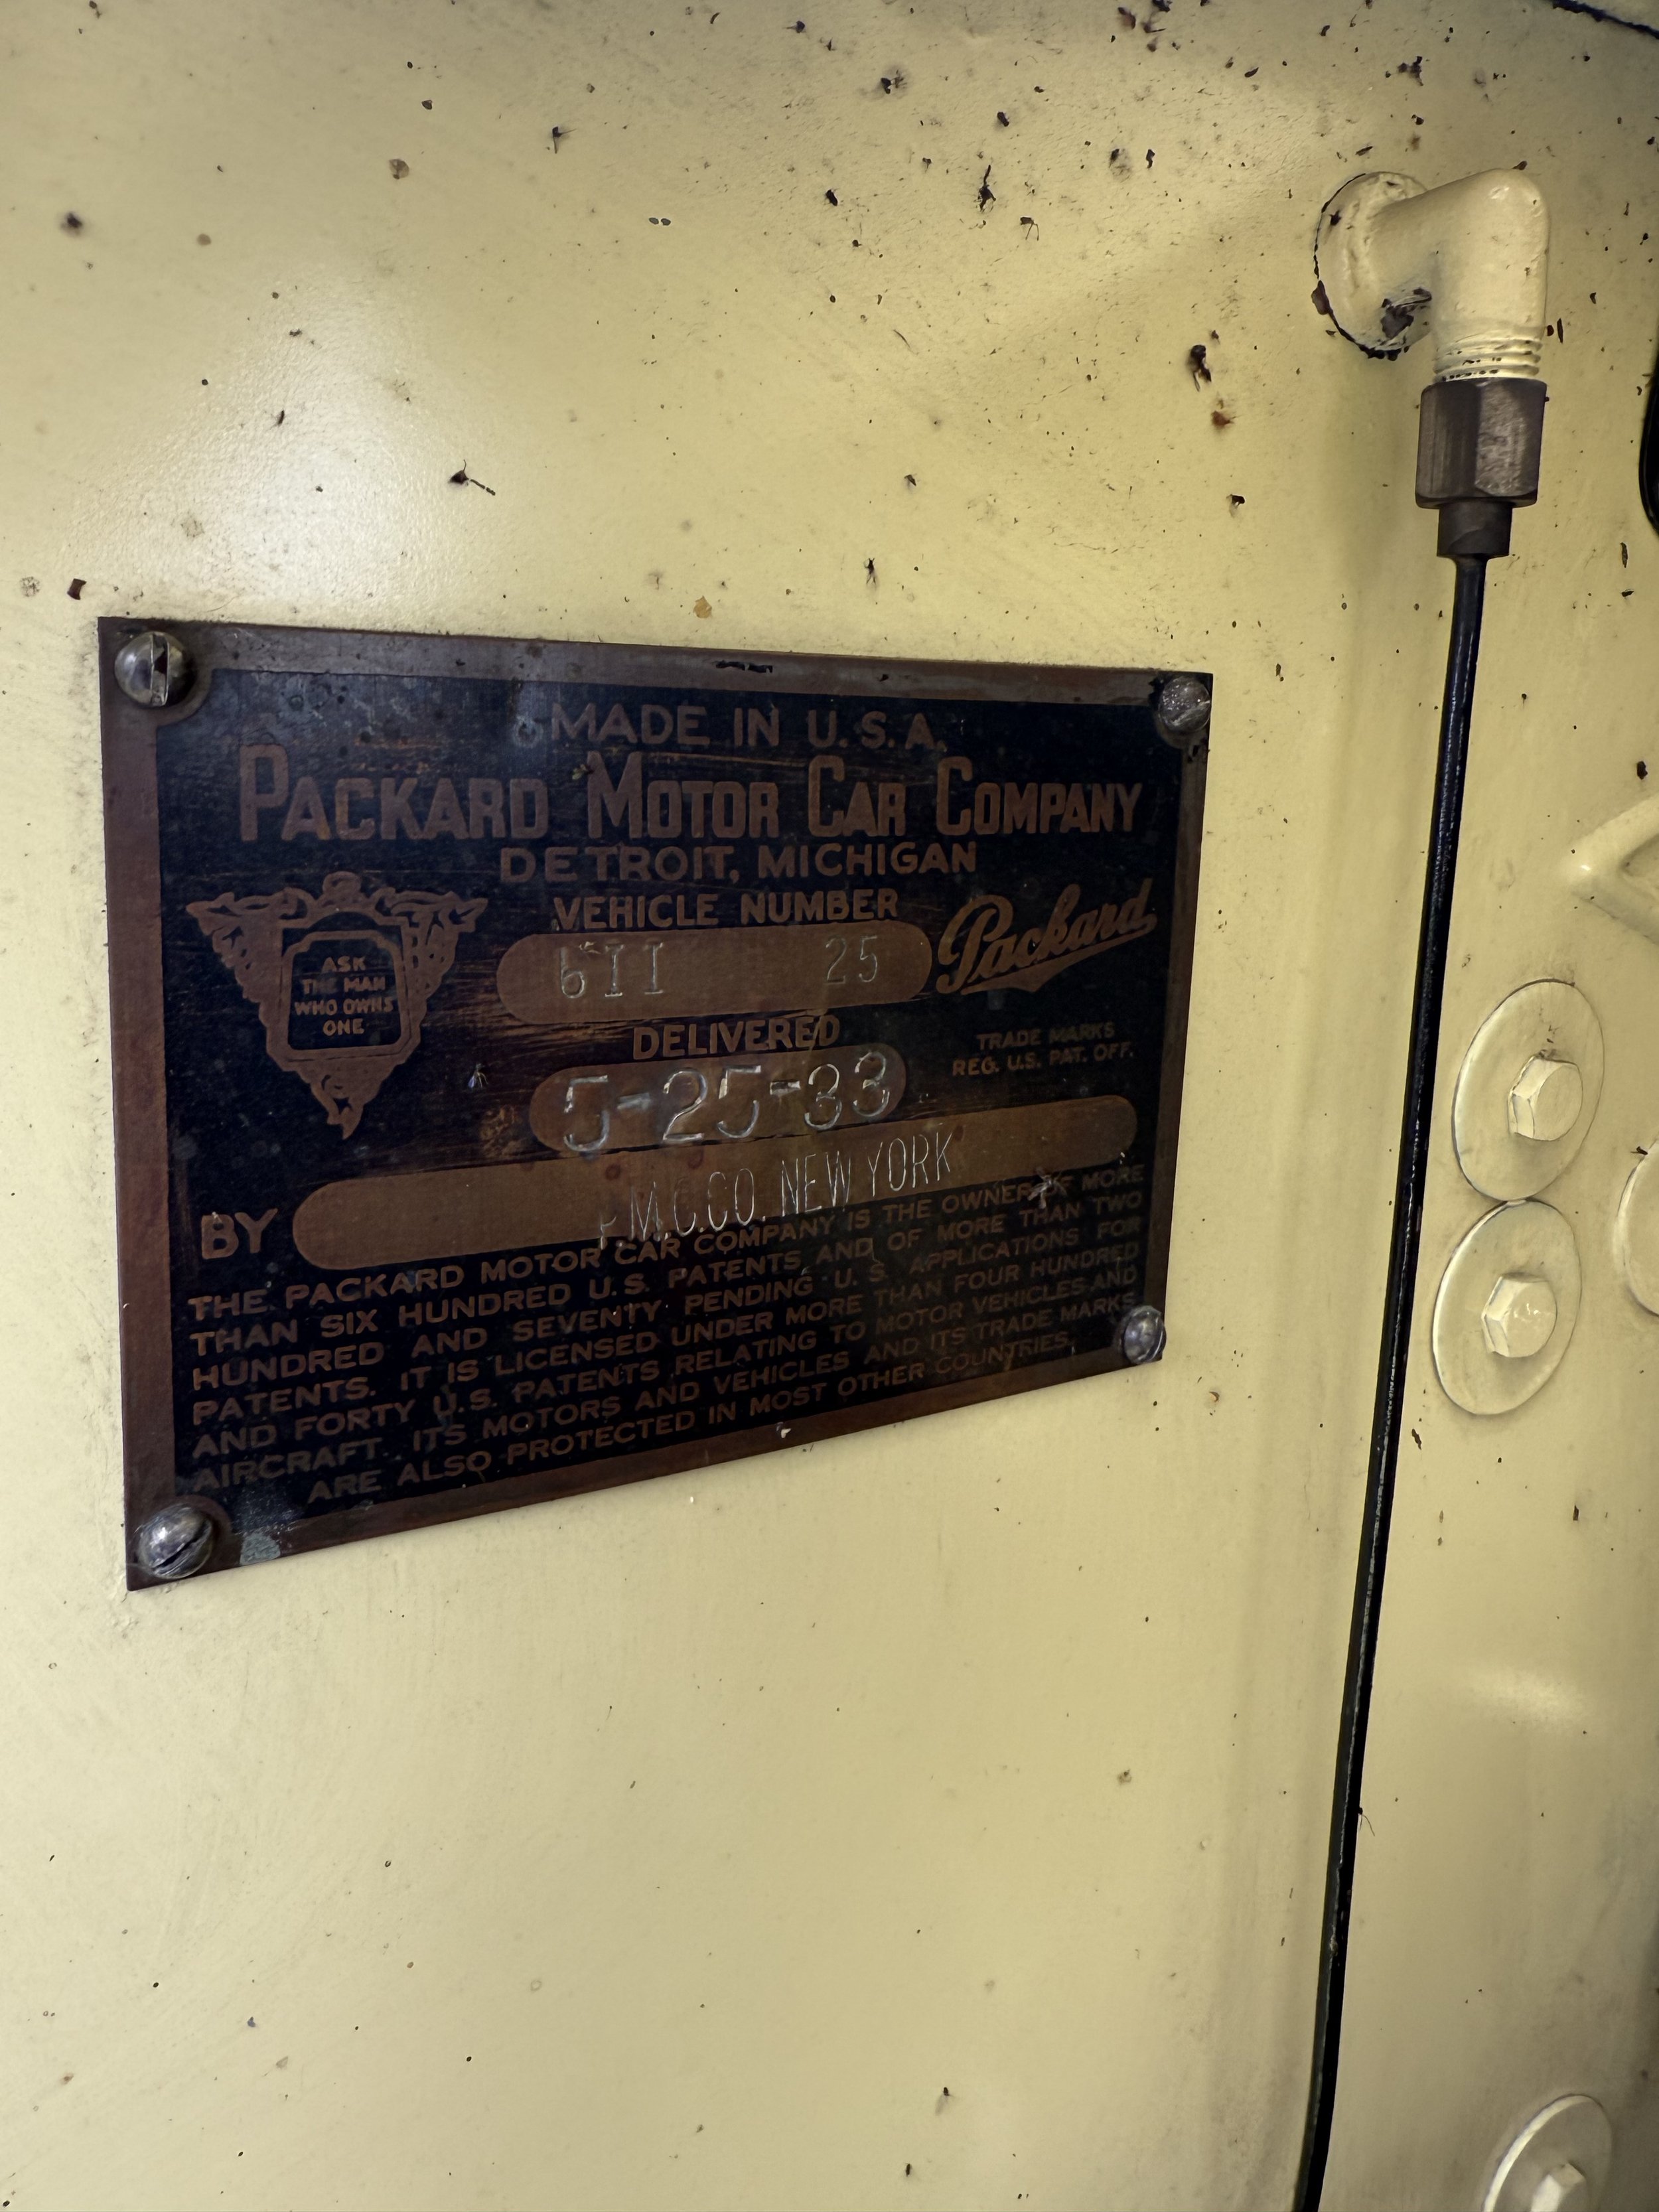 MADE IN U.S.A.
PACKARD MOTOR CAR COMPANY
DETROIT, MICHIGAN
VEHICLE NUMBER
611 25
Packard
ASK
THE MAN
WHO OWNS
ONE
DELIVERED
5-25-33
TRADE MARKS
REG. U.S. PAT. OFF.
BY P.M.C.CO. NEW YORK
THE PACKARD MOTOR CAR COMPANY IS THE OWNER OF MORE
THAN SIX HUNDRED U.S. PATENTS AND OF MORE THAN TWO
HUNDRED AND SEVENTY PENDING U.S. APPLICATIONS FOR
PATENTS. IT IS LICENSED UNDER MORE THAN FOUR HUNDRED
AND FORTY U.S. PATENTS RELATING TO MOTOR VEHICLES AND
AIRCRAFT. ITS MOTORS AND VEHICLES AND ITS TRADE MARKS
ARE ALSO PROTECTED IN MOST OTHER COUNTRIES.